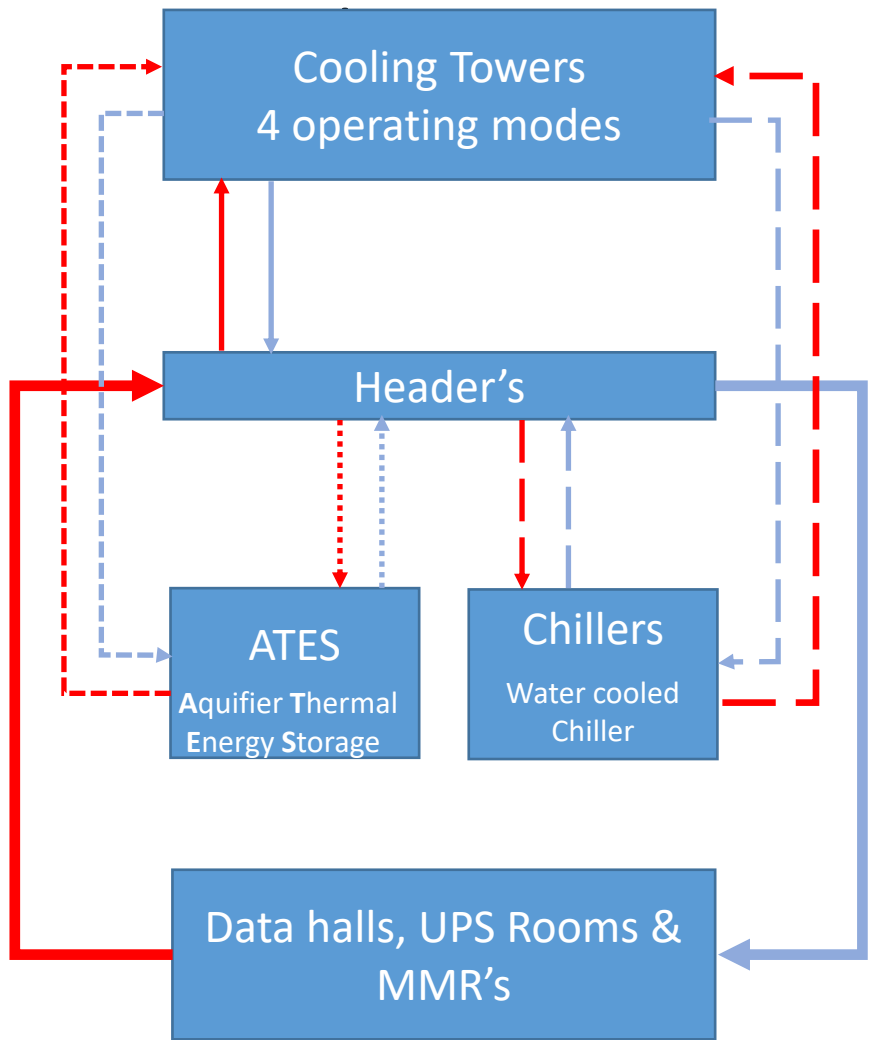 Cooling Towers
4 operating modes
Header's
ATES
Aquifier Thermal
Energy Storage
Chillers
Water cooled
Chiller
Data halls, UPS Rooms &
MMR's